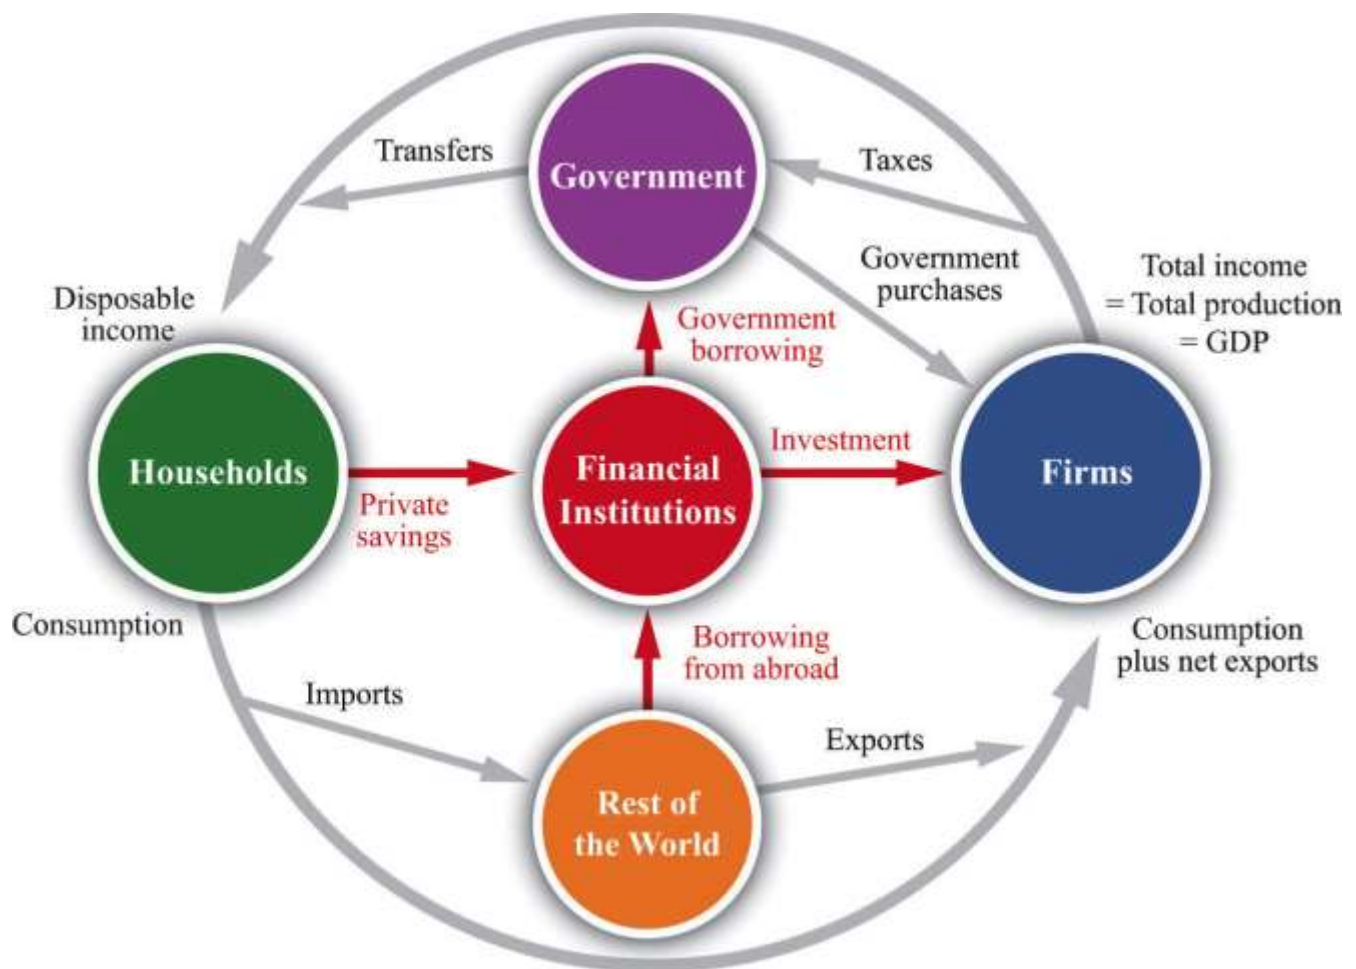 Transfers
Government
Taxes
Government
purchases
Total income
= Total production
= GDP
Disposable
income
Government
borrowing
Households
Private
savings
Financial
Institutions
Investment
Firms
Consumption
Borrowing
from abroad
Consumption
plus net exports
Imports
Exports
Rest of
the World